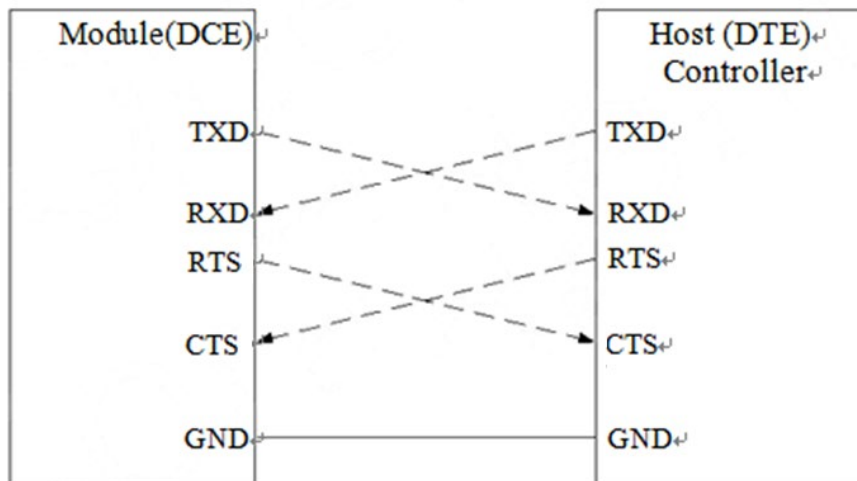 Module(DCE)
Host (DTE)
Controller
TXD
TXD
RXD
RXD
RTS
RTS
CTS
CTS
GND
GND